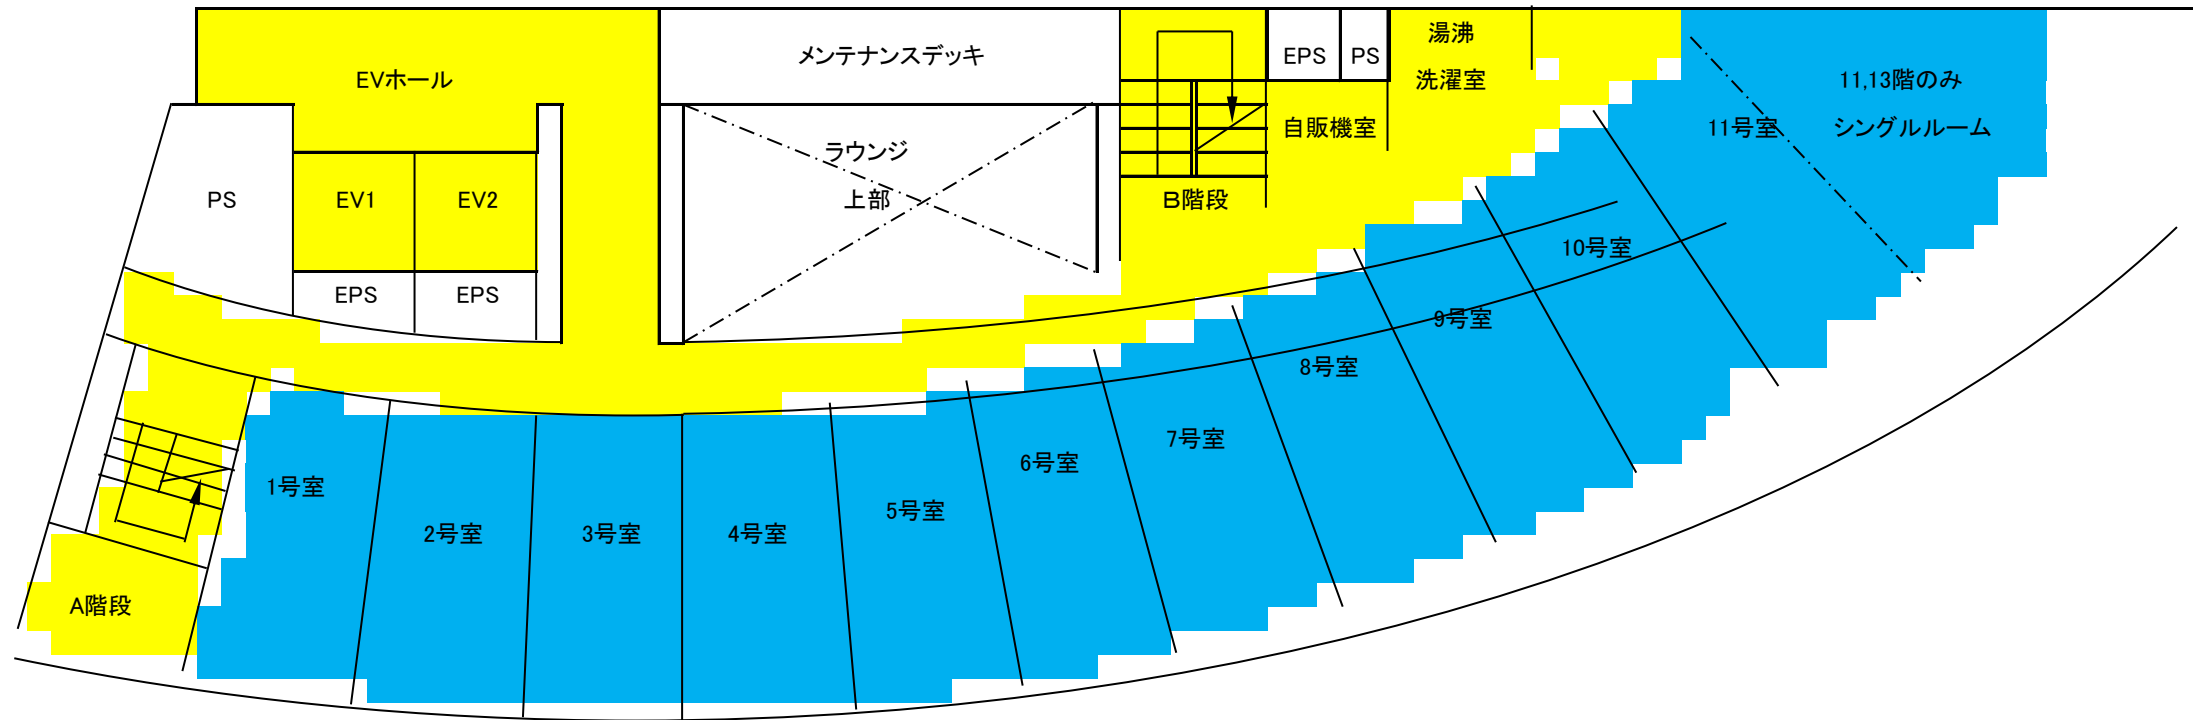 湯沸
メンテナンスデッキ
EPS
PS
EVホール
洗濯室
11,13階のみ
自販機室
11号室
シングルルーム
ラウンジ
上部
PS
EV1
EV2
B階段
10号室
EPS
EPS
9号室
8号室
7号室
6号室
1号室
5号室
2号室
3号室
4号室
A階段